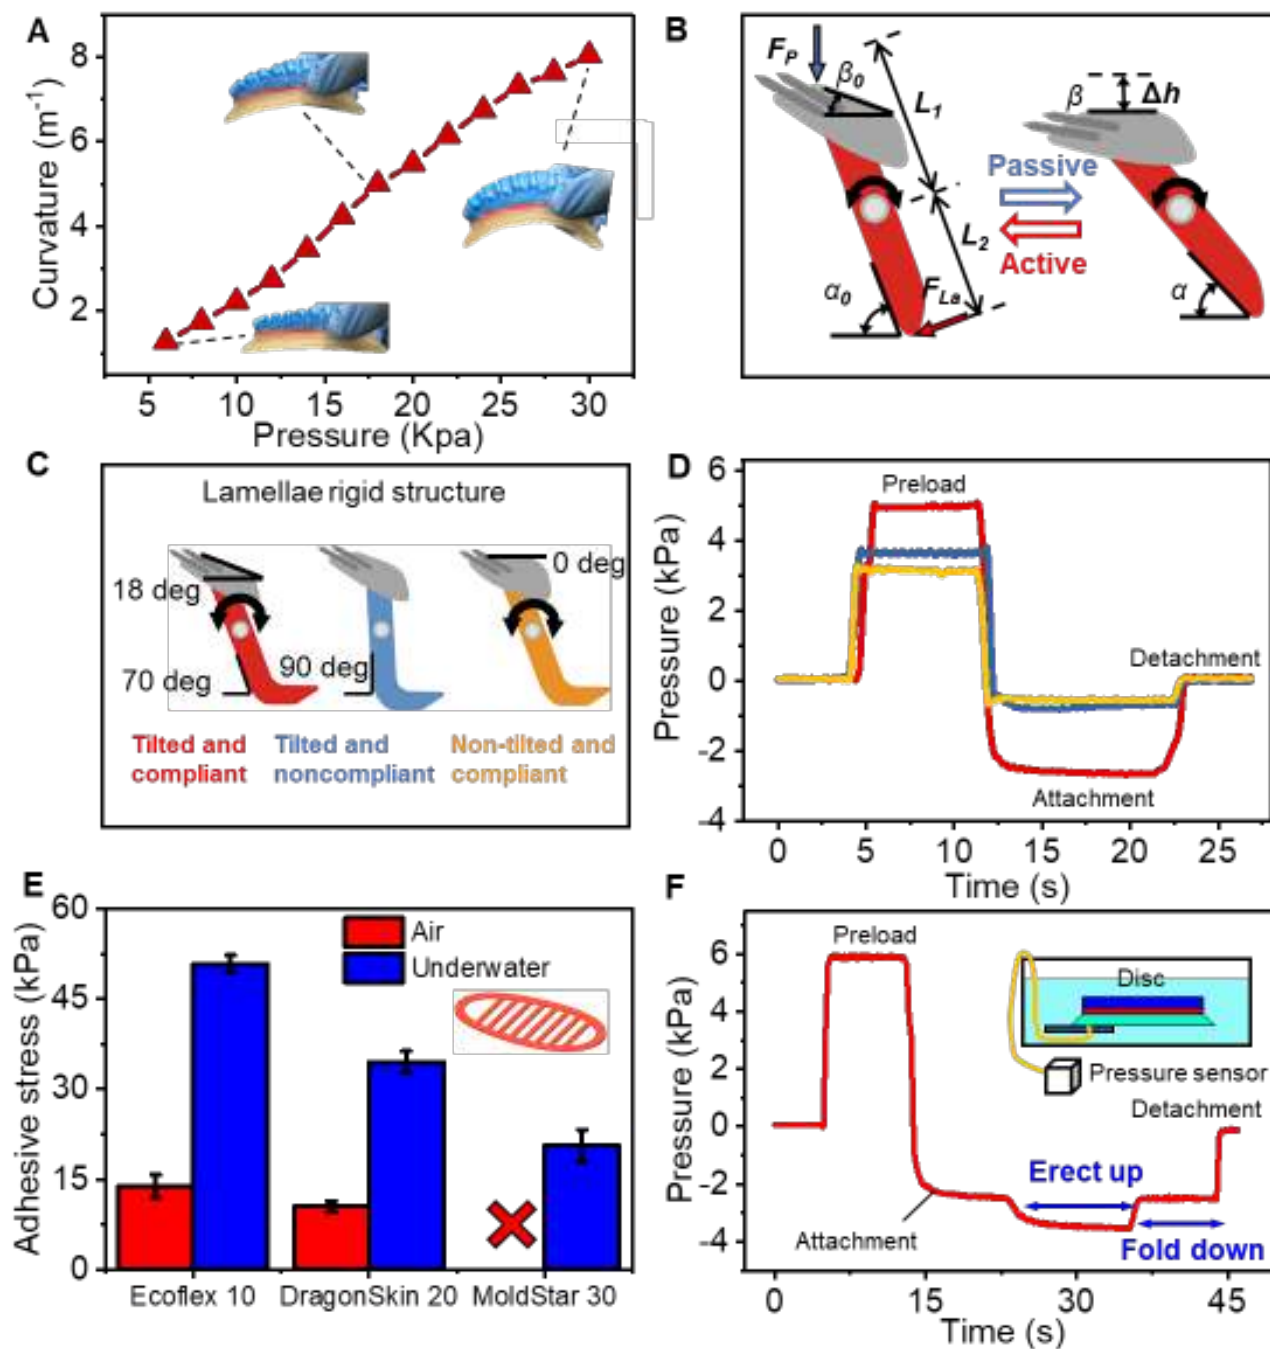 A
Curvature (m⁻¹)
8
6
4
2
5 10 15 20 25 30
Pressure (Kpa)
B
F_P
β₀
L₁
L₂
α₀
F_La
Passive
Active
β
Δh
α
C
Lamellae rigid structure
18 deg
70 deg
90 deg
0 deg
Tilted and
compliant
Tilted and
noncompliant
Non-tilted and
compliant
D
Pressure (kPa)
6
4
2
0
-2
-4
Preload
Detachment
Attachment
0 5 10 15 20 25
Time (s)
E
Adhesive stress (kPa)
60
45
30
15
0
Air
Underwater
Ecoflex 10 DragonSkin 20 MoldStar 30
F
Pressure (kPa)
6
4
2
0
-2
-4
Preload
Disc
Pressure sensor
Detachment
Erect up
Attachment
Fold down
0 15 30 45
Time (s)